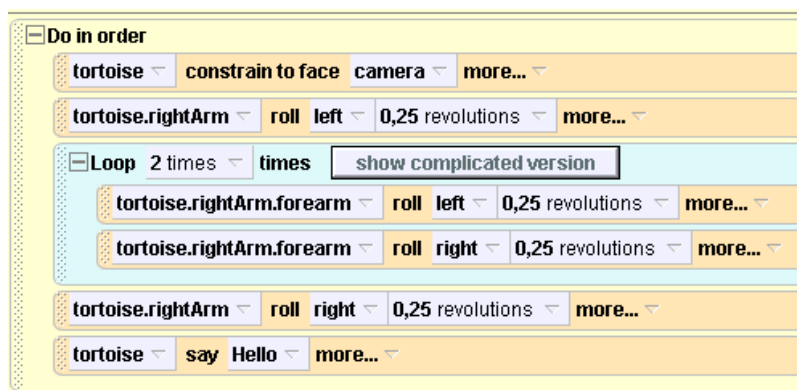 Do in order
tortoise constrain to face camera more...
tortoise.rightArm roll left 0,25 revolutions more...
Loop 2 times times show complicated version
tortoise.rightArm.forearm roll left 0,25 revolutions more...
tortoise.rightArm.forearm roll right 0,25 revolutions more...
tortoise.rightArm roll right 0,25 revolutions more...
tortoise say Hello more...